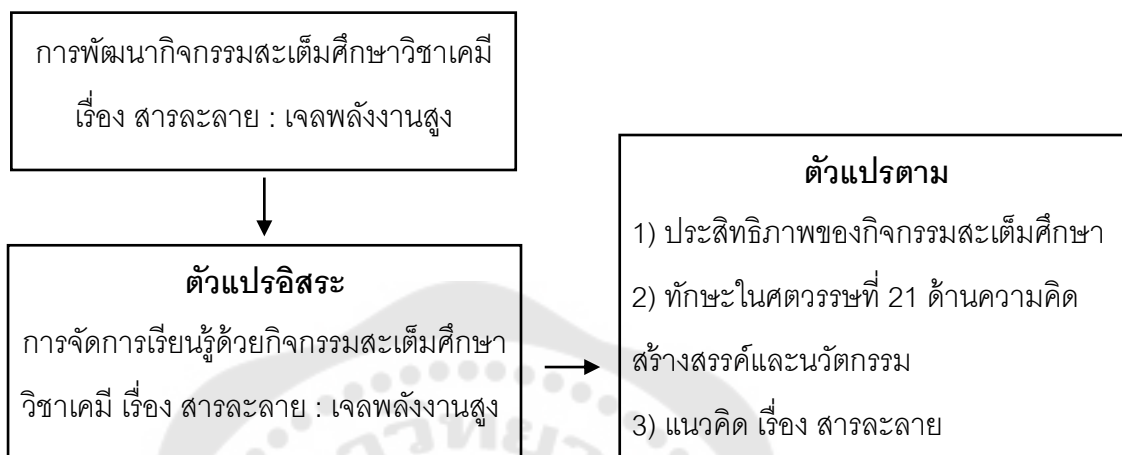 การพัฒนากิจกรรมสะเต็มศึกษาวิชาเคมี
เรื่อง สารละลาย : เจลพลังงานสูง
ตัวแปรอิสระ
การจัดการเรียนรู้ด้วยกิจกรรมสะเต็มศึกษา
วิชาเคมี เรื่อง สารละลาย : เจลพลังงานสูง
ตัวแปรตาม
1) ประสิทธิภาพของกิจกรรมสะเต็มศึกษา
2) ทักษะในศตวรรษที่ 21 ด้านความคิด
สร้างสรรค์และนวัตกรรม
3) แนวคิด เรื่อง สารละลาย